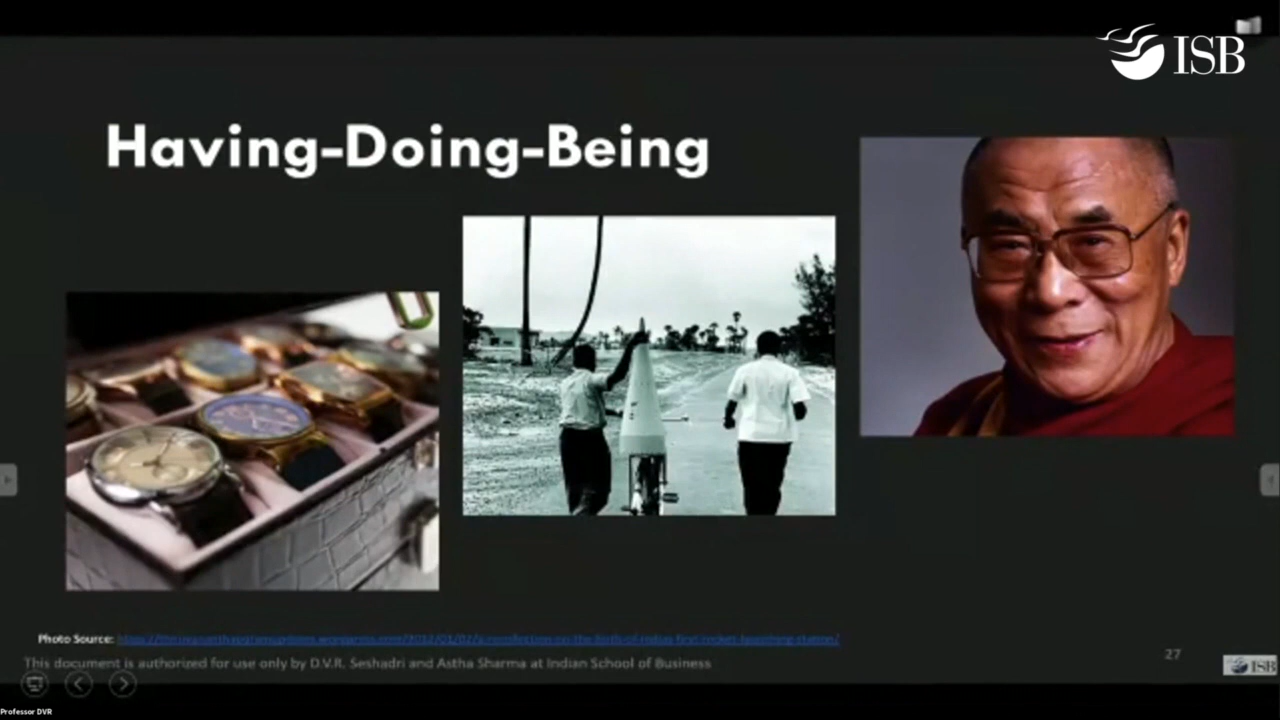 ISB
Having-Doing-Being
Photo Source:
This document is authorized for use only by D.V.R. Seshadri and Astha Sharma at Indian School of Business
27
ISB
Professor DVR